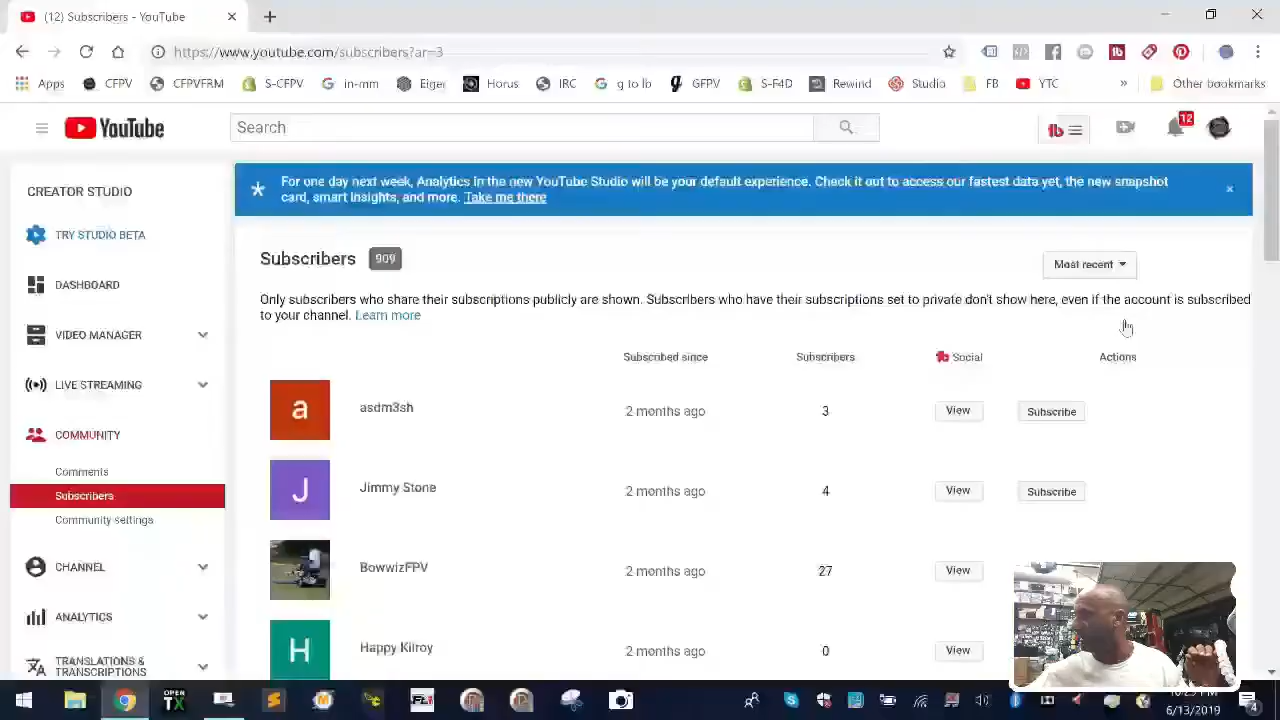 (12) Subscribers - YouTube
https://www.youtube.com/subscribers?ar=3
Apps CFPV CFPVFRM S-CFPV in-mm Eiger Horus IRC g to lo GFPV S-F4D Rewind Studio FB YTC » Other bookmarks
YouTube
Search
12
CREATOR STUDIO
TRY STUDIO BETA
DASHBOARD
VIDEO MANAGER
LIVE STREAMING
COMMUNITY
Comments
Subscribers
Community settings
CHANNEL
ANALYTICS
TRANSLATIONS &
TRANSCRIPTIONS
For one day next week, Analytics in the new YouTube Studio will be your default experience. Check it out to access our fastest data yet, the new snapshot
card, smart insights, and more. Take me there
Subscribers 909
Most recent
Only subscribers who share their subscriptions publicly are shown. Subscribers who have their subscriptions set to private don't show here, even if the account is subscribed
to your channel. Learn more
Subscribed since Subscribers Social Actions
a asdm3sh 2 months ago 3 View Subscribe
J Jimmy Stone 2 months ago 4 View Subscribe
BowwizFPV 2 months ago 27 View
H Happy Kilroy 2 months ago 0 View
OPEN
TX
6/13/2019
4